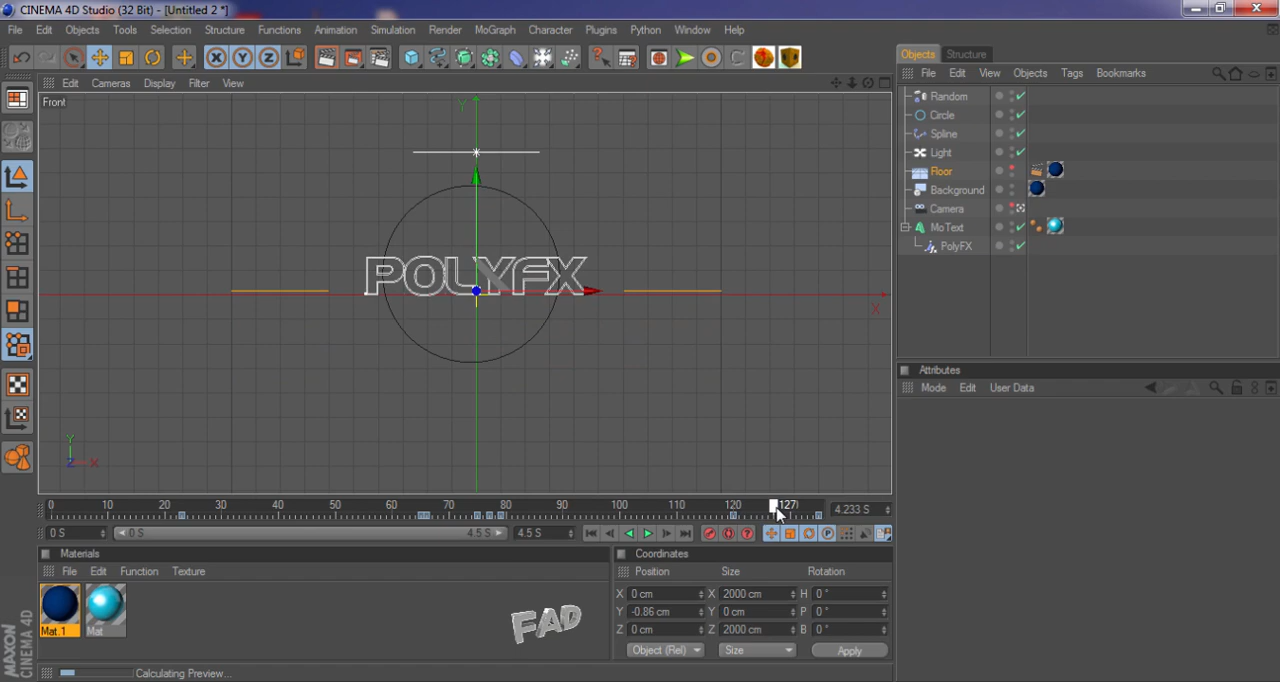 CINEMA 4D Studio (32 Bit) - [Untitled 2 *]
File Edit Objects Tools Selection Structure Functions Animation Simulation Render MoGraph Character Plugins Python Window Help
Objects Structure
Edit Cameras Display Filter View
File Edit View Objects Tags Bookmarks
Front
Random
Circle
Spline
Light
Floor
Background
Camera
MoText
PolyFX
Y
X
POLYFX
Attributes
Mode Edit User Data
Y
Z X
0 10 20 30 40 50 60 70 80 90 100 110 120 127
4.233 S
0 S 0 S 4.5 S 4.5 S
Materials
File Edit Function Texture
Mat.1 Mat
FAD
Coordinates
Position Size Rotation
X 0 cm X 2000 cm H 0 °
Y -0.86 cm Y 0 cm P 0 °
Z 0 cm Z 2000 cm B 0 °
Object (Rel) Size Apply
MAXON
CINEMA 4D
Calculating Preview...